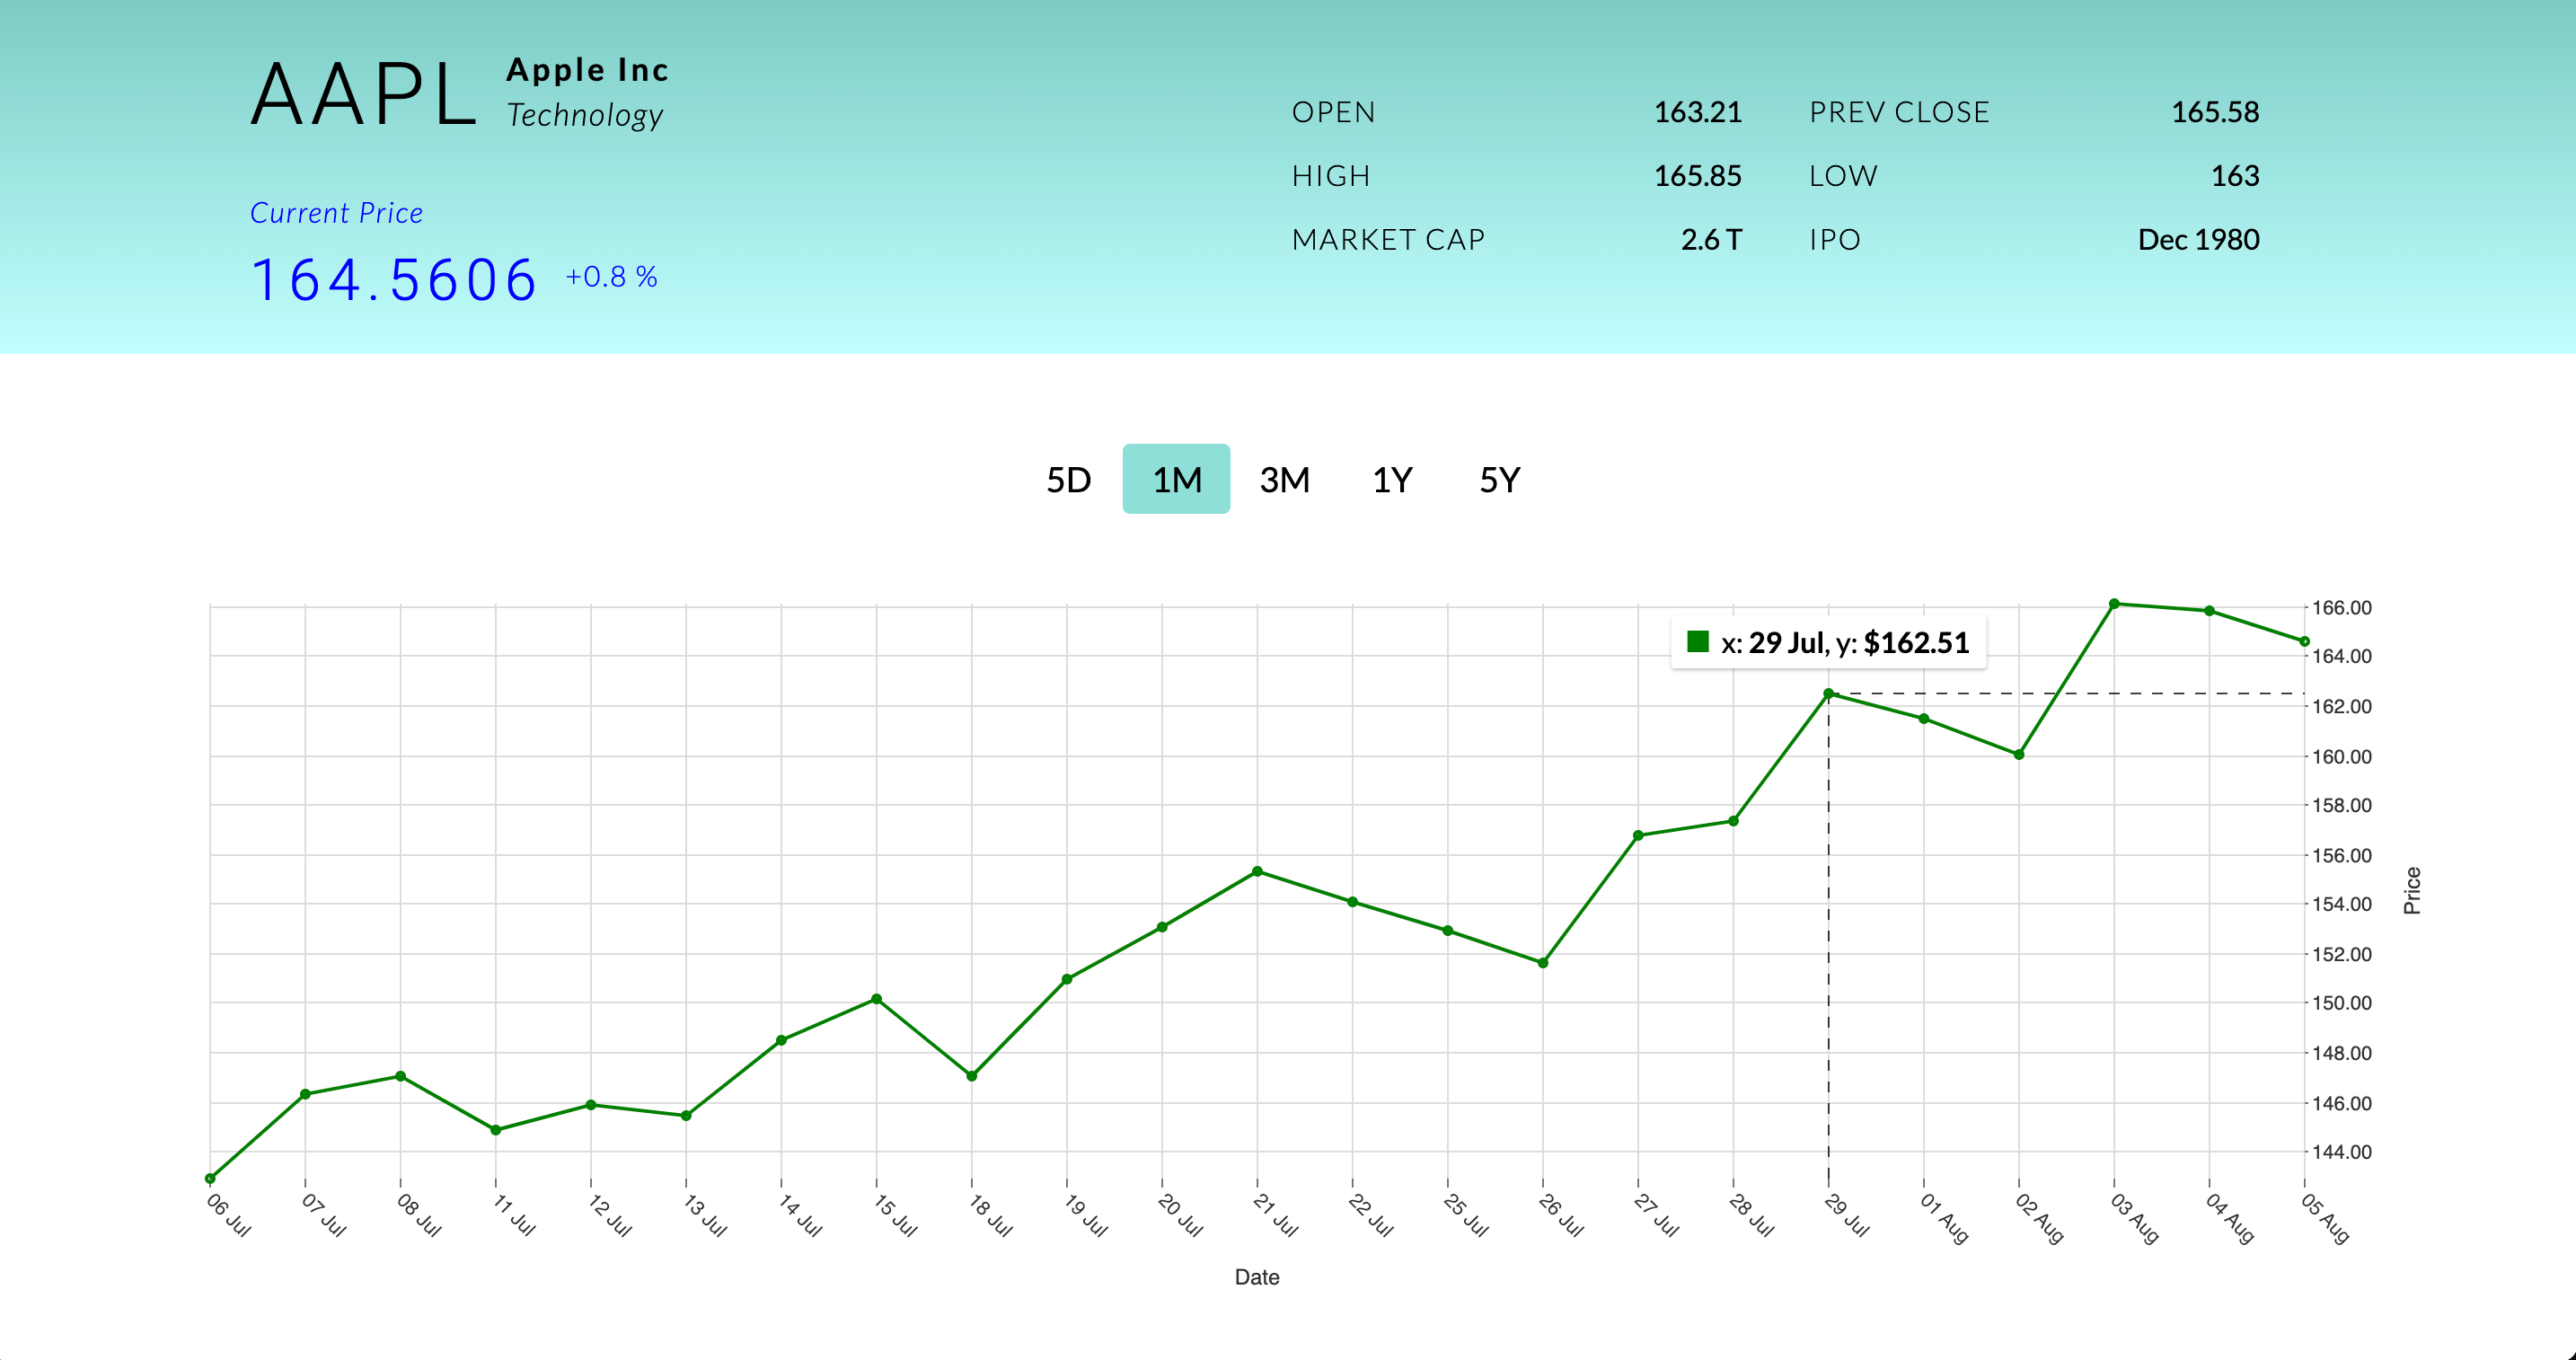 AAPL
Apple Inc
Technology
Current Price
164.5606 +0.8 %
OPEN 163.21 PREV CLOSE 165.58
HIGH 165.85 LOW 163
MARKET CAP 2.6 T IPO Dec 1980
5D 1M 3M 1Y 5Y
x: 29 Jul, y: $162.51
166.00
164.00
162.00
160.00
158.00
156.00
154.00
152.00
150.00
148.00
146.00
144.00
Price
06 Jul 07 Jul 08 Jul 11 Jul 12 Jul 13 Jul 14 Jul 15 Jul 18 Jul 19 Jul 20 Jul 21 Jul 22 Jul 25 Jul 26 Jul 27 Jul 28 Jul 29 Jul 01 Aug 02 Aug 03 Aug 04 Aug 05 Aug
Date